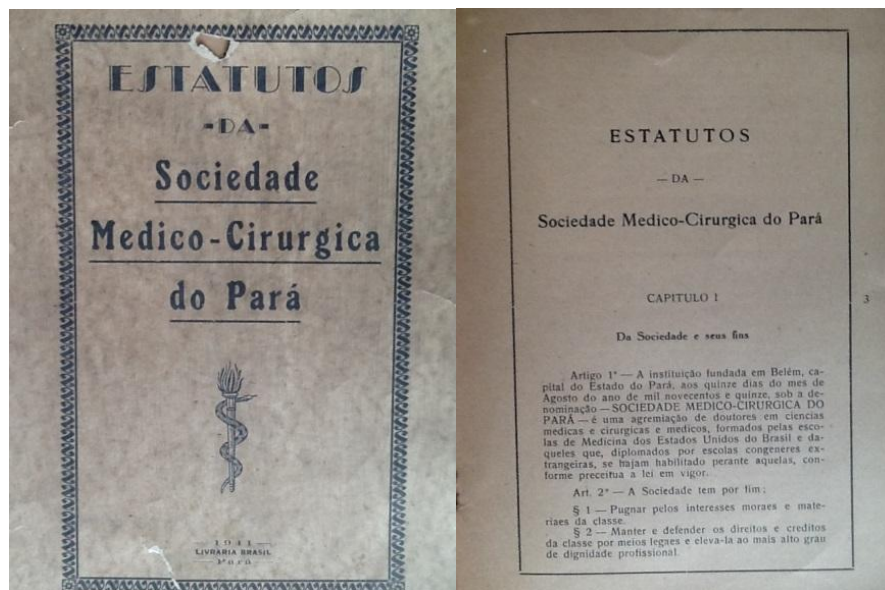 ESTATUTOS
-DA-
Sociedade
Medico-Cirurgica
do Pará
1941
LIVRARIA BRASIL
Pará
ESTATUTOS
— DA —
Sociedade Medico-Cirurgica do Pará
CAPITULO I
3
Da Sociedade e seus fins
Artigo 1° — A instituição fundada em Belém, ca-
pital do Estado do Pará, aos quinze dias do mes de
Agosto do ano de mil novecentos e quinze, sob a de-
nominação — SOCIEDADE MEDICO-CIRURGICA DO
PARÁ — é uma agremiação de doutores em ciencias
medicas e cirurgicas e medicos, formados pelas esco-
las de Medicina dos Estados Unidos do Brasil e da-
queles que, diplomados por escolas congeneres ex-
trangeiras, se hajam habilitado perante aquelas, con-
forme preceitua a lei em vigor.
Art. 2° — A Sociedade tem por fim:
§ 1 — Pugnar pelos interesses moraes e mate-
riaes da classe.
§ 2 — Manter e defender os direitos e creditos
da classe por meios legaes e eleva-la ao mais alto gráu
de dignidade profissional.